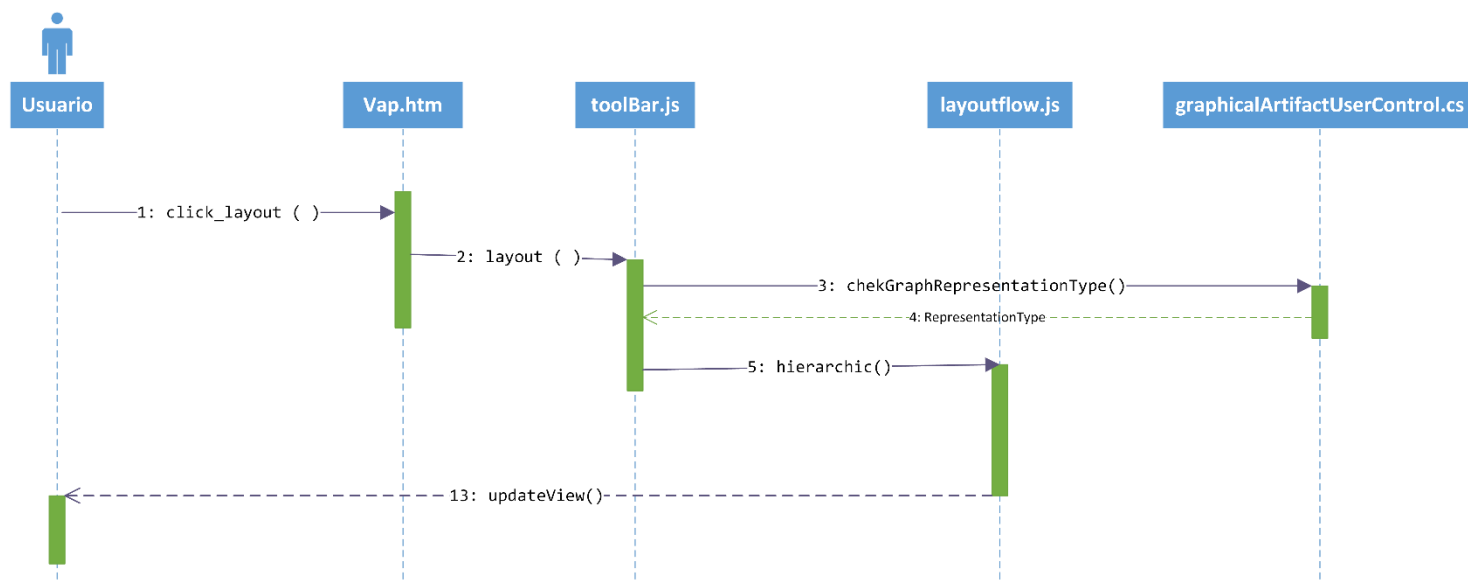 Usuario
Vap.htm
toolBar.js
layoutflow.js
graphicalArtifactUserControl.cs
1: click_layout ( )
2: layout ( )
3: chekGraphRepresentationType()
4: RepresentationType
5: hierarchic()
13: updateView()